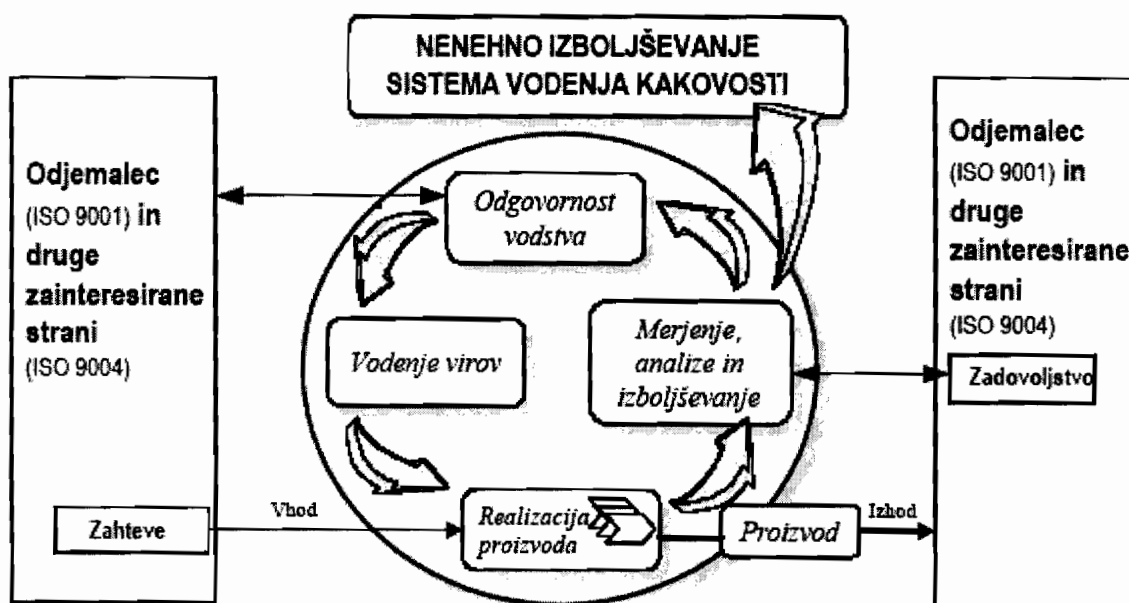 NENEHNO IZBOLJŠEVANJE
SISTEMA VODENJA KAKOVOSTI
Odjemalec
(ISO 9001) in
druge
zainteresirane
strani
(ISO 9004)
Zahteve
Vhod
Odgovornost
vodstva
Vodenje virov
Merjenje,
analize in
izboljševanje
Realizacija
proizvoda
Proizvod
Izhod
Odjemalec
(ISO 9001) in
druge
zainteresirane
strani
(ISO 9004)
Zadovoljstvo